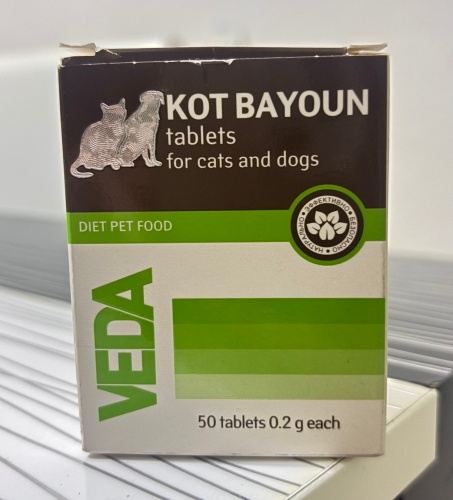 KOT BAYOUN
tablets
for cats and dogs
DIET PET FOOD
ЭФФЕКТИВНО • БЕЗОПАСНО • НАТУРАЛЬНО •
VEDA
50 tablets 0.2 g each